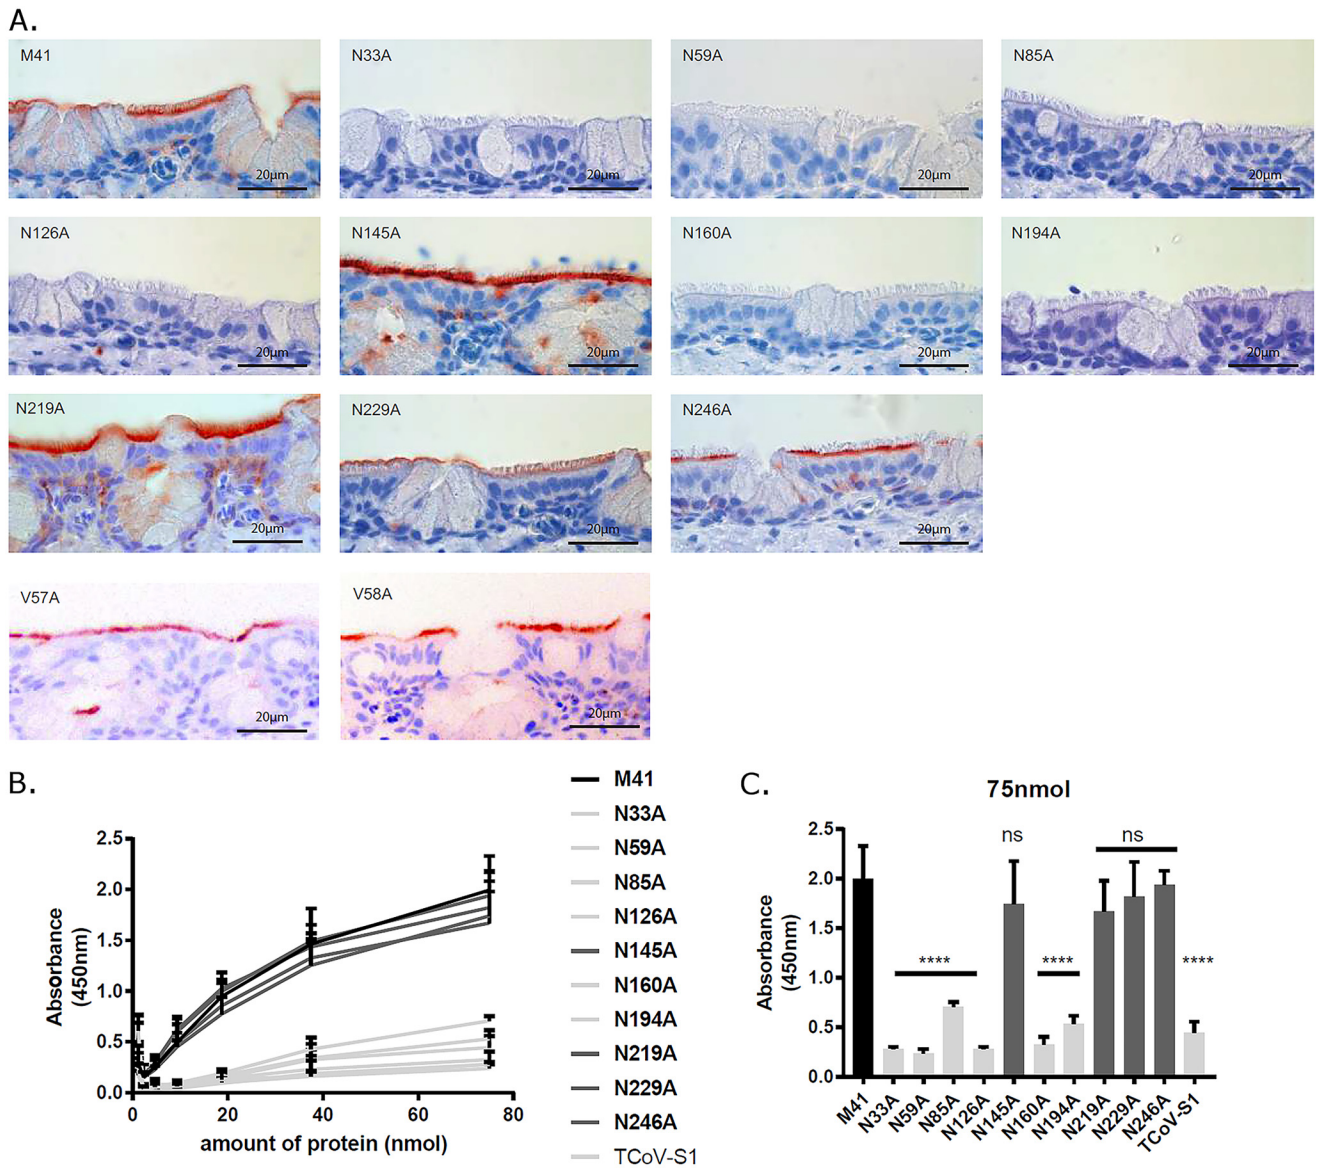 A.
M41
20μm
N33A
20μm
N59A
20μm
N85A
20μm
N126A
20μm
N145A
20μm
N160A
20μm
N194A
20μm
N219A
20μm
N229A
20μm
N246A
20μm
V57A
20μm
V58A
20μm
B.
2.5
2.0
1.5
1.0
0.5
0.0
Absorbance
(450nm)
0 20 40 60 80
amount of protein (nmol)
M41
N33A
N59A
N85A
N126A
N145A
N160A
N194A
N219A
N229A
N246A
TCoV-S1
C.
75nmol
2.5
2.0
1.5
1.0
0.5
0.0
Absorbance
(450nm)
****
ns
****
ns
****
M41 N33A N59A N85A N126A N145A N160A N194A N219A N229A N246A TCoV-S1